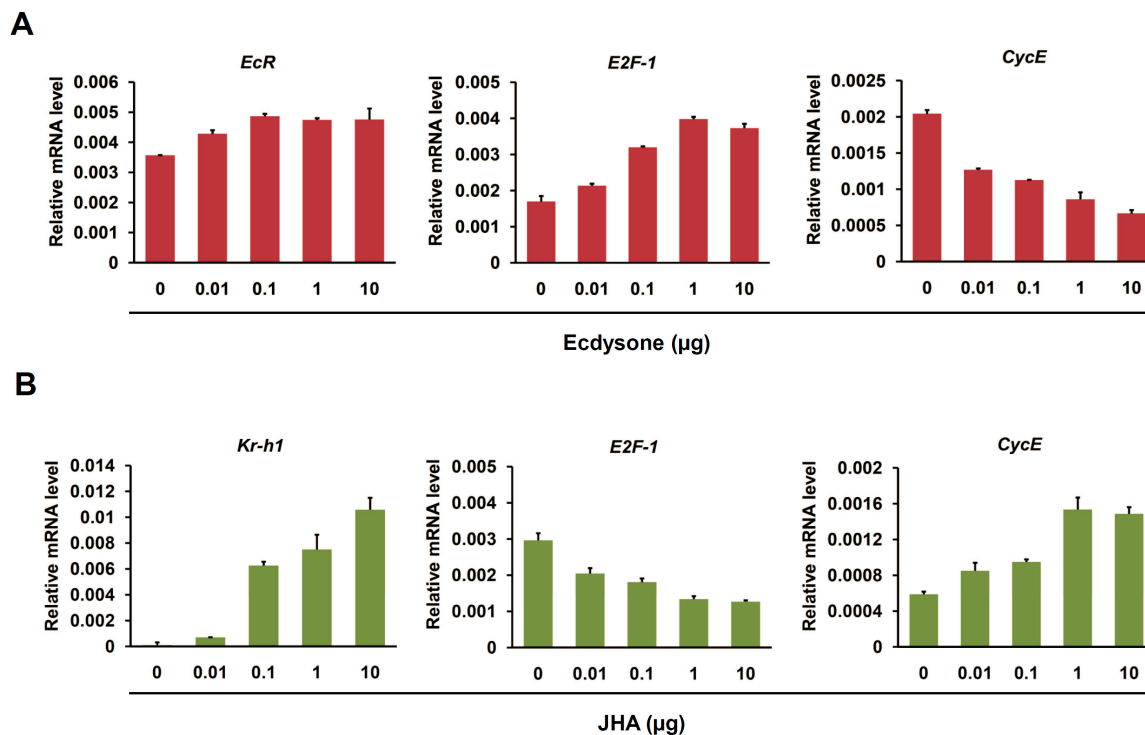 A
EcR
E2F-1
CycE
Relative mRNA level
0.006
0.005
0.004
0.003
0.002
0.001
0
0 0.01 0.1 1 10
Relative mRNA level
0.005
0.004
0.003
0.002
0.001
0
0 0.01 0.1 1 10
Relative mRNA level
0.0025
0.002
0.0015
0.001
0.0005
0
0 0.01 0.1 1 10
Ecdysone (µg)
B
Kr-h1
E2F-1
CycE
Relative mRNA level
0.014
0.012
0.01
0.008
0.006
0.004
0.002
0
0 0.01 0.1 1 10
Relative mRNA level
0.005
0.004
0.003
0.002
0.001
0
0 0.01 0.1 1 10
Relative mRNA level
0.002
0.0016
0.0012
0.0008
0.0004
0
0 0.01 0.1 1 10
JHA (µg)